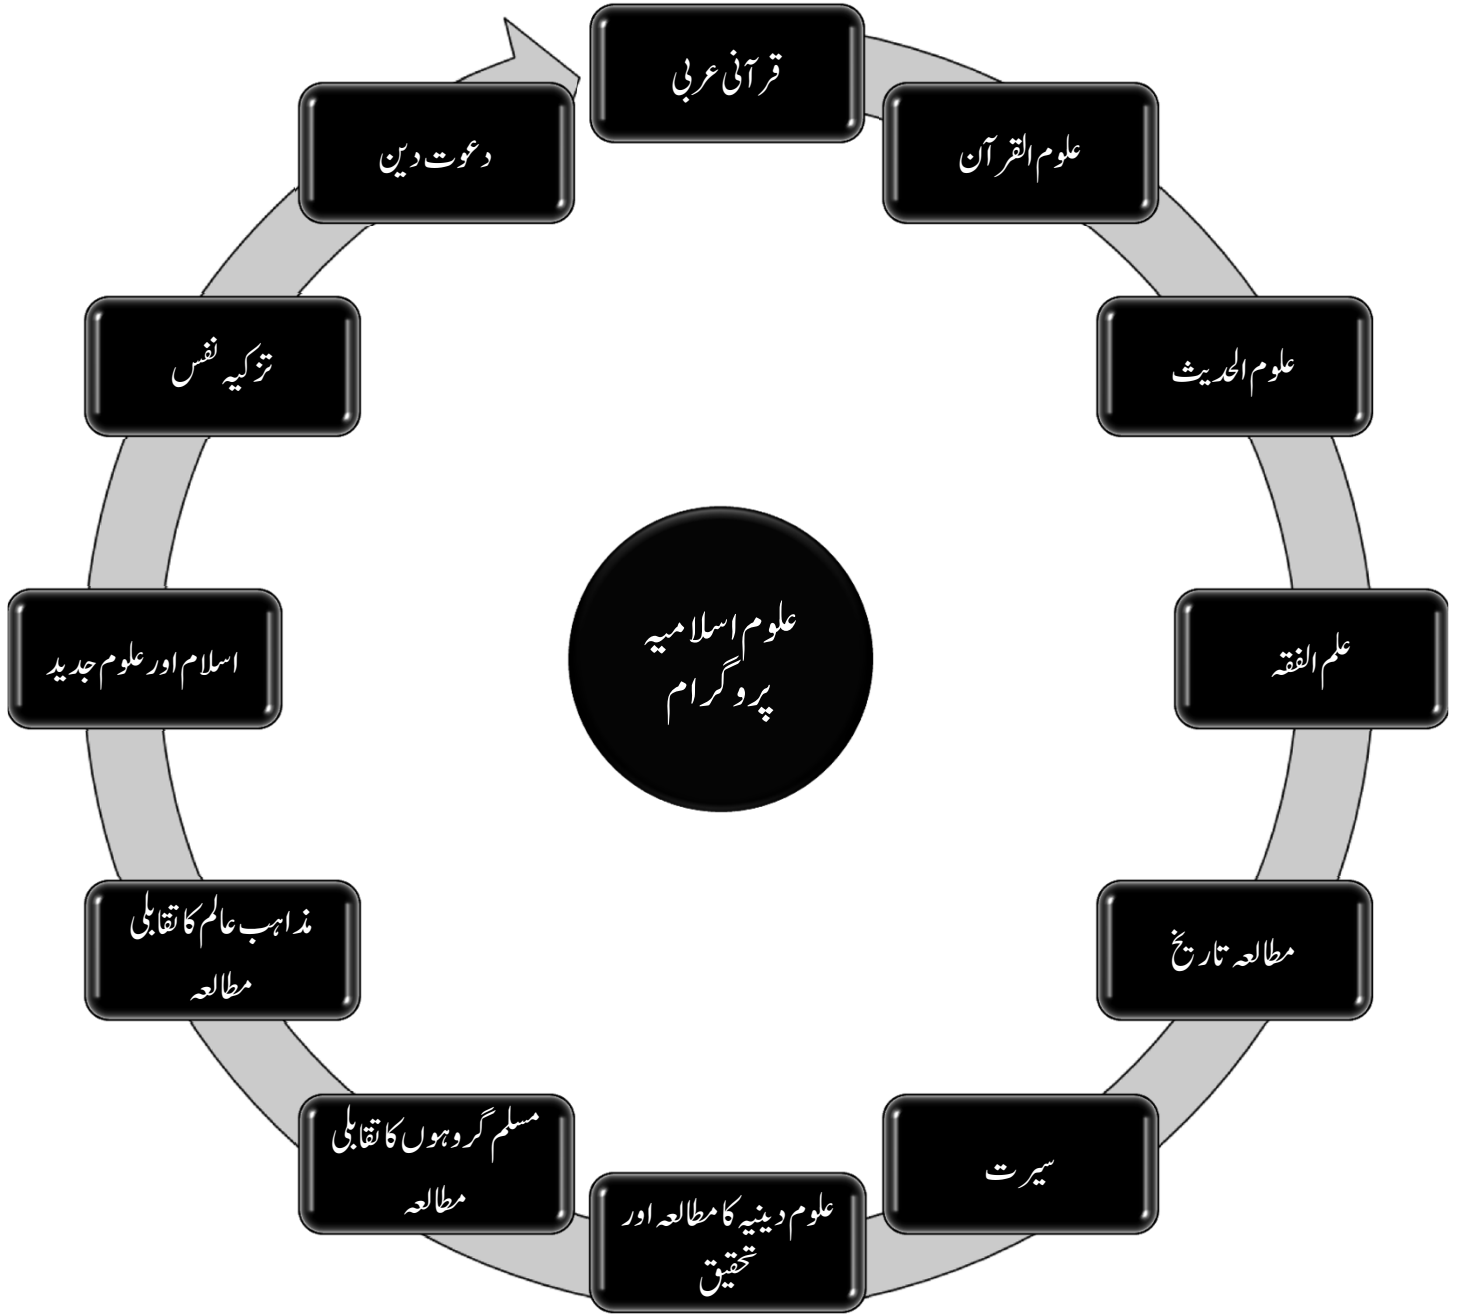 قرآنی عربی
علوم القرآن
علوم الحدیث
علم الفقہ
مطالعہ تاریخ
سیرت
علوم دینیہ کا مطالعہ اور
تحقیق
مسلم گروہوں کا تقابلی
مطالعہ
مذاہب عالم کا تقابلی
مطالعہ
اسلام اور علوم جدید
تزکیہ نفس
دعوت دین
علوم اسلامیہ
پروگرام